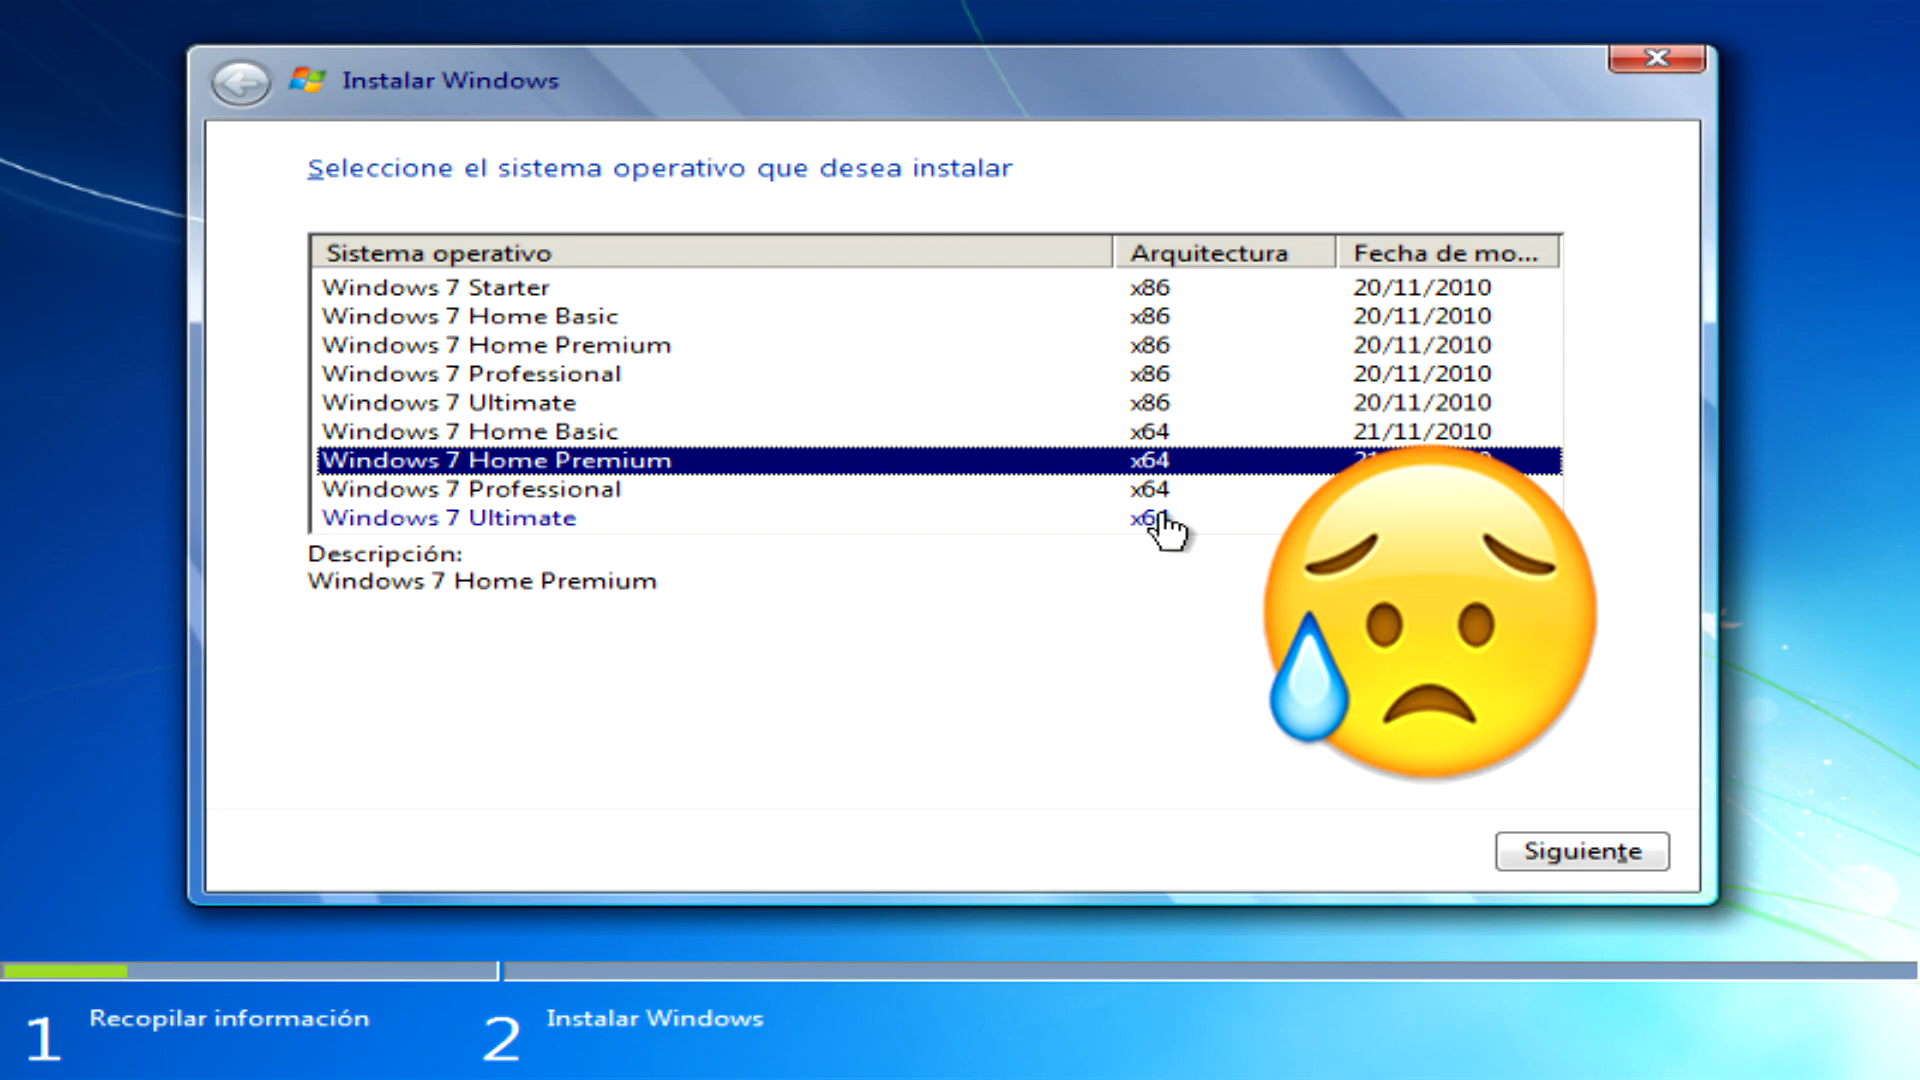 Instalar Windows
Seleccione el sistema operativo que desea instalar
Sistema operativo Arquitectura Fecha de mo...
Windows 7 Starter x86 20/11/2010
Windows 7 Home Basic x86 20/11/2010
Windows 7 Home Premium x86 20/11/2010
Windows 7 Professional x86 20/11/2010
Windows 7 Ultimate x86 20/11/2010
Windows 7 Home Basic x64 21/11/2010
Windows 7 Home Premium x64
Windows 7 Professional x64
Windows 7 Ultimate
Descripción:
Windows 7 Home Premium
Siguiente
1 Recopilar información 2 Instalar Windows